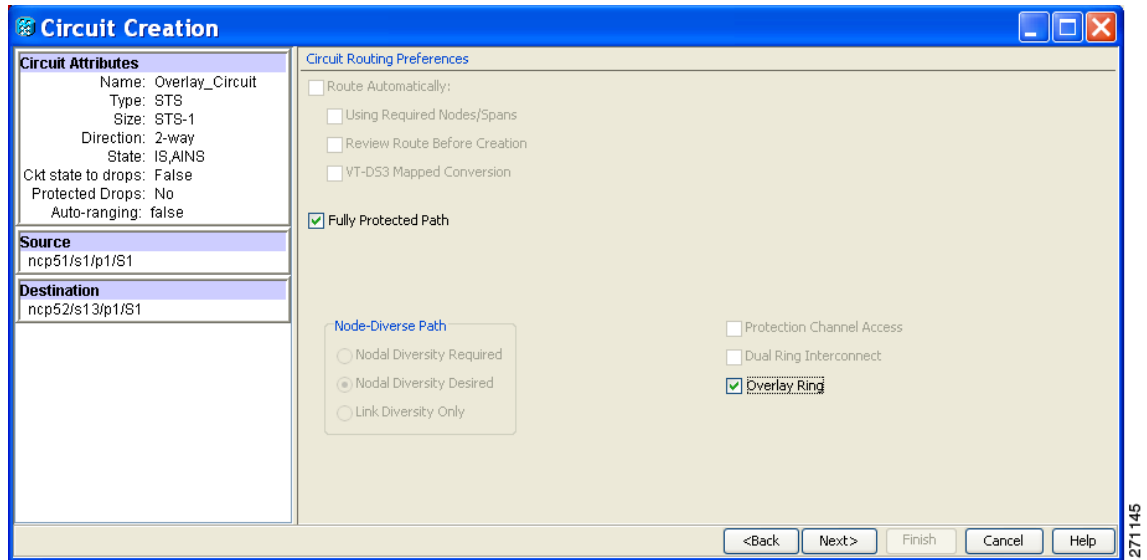 Circuit Creation
Circuit Attributes
Name: Overlay_Circuit
Type: STS
Size: STS-1
Direction: 2-way
State: IS,AINS
Ckt state to drops: False
Protected Drops: No
Auto-ranging: false
Source
ncp51/s1/p1/S1
Destination
ncp52/s13/p1/S1
Circuit Routing Preferences
Route Automatically:
Using Required Nodes/Spans
Review Route Before Creation
VT-DS3 Mapped Conversion
Fully Protected Path
Node-Diverse Path
Nodal Diversity Required
Nodal Diversity Desired
Link Diversity Only
Protection Channel Access
Dual Ring Interconnect
Overlay Ring
<Back
Next>
Finish
Cancel
Help
271145